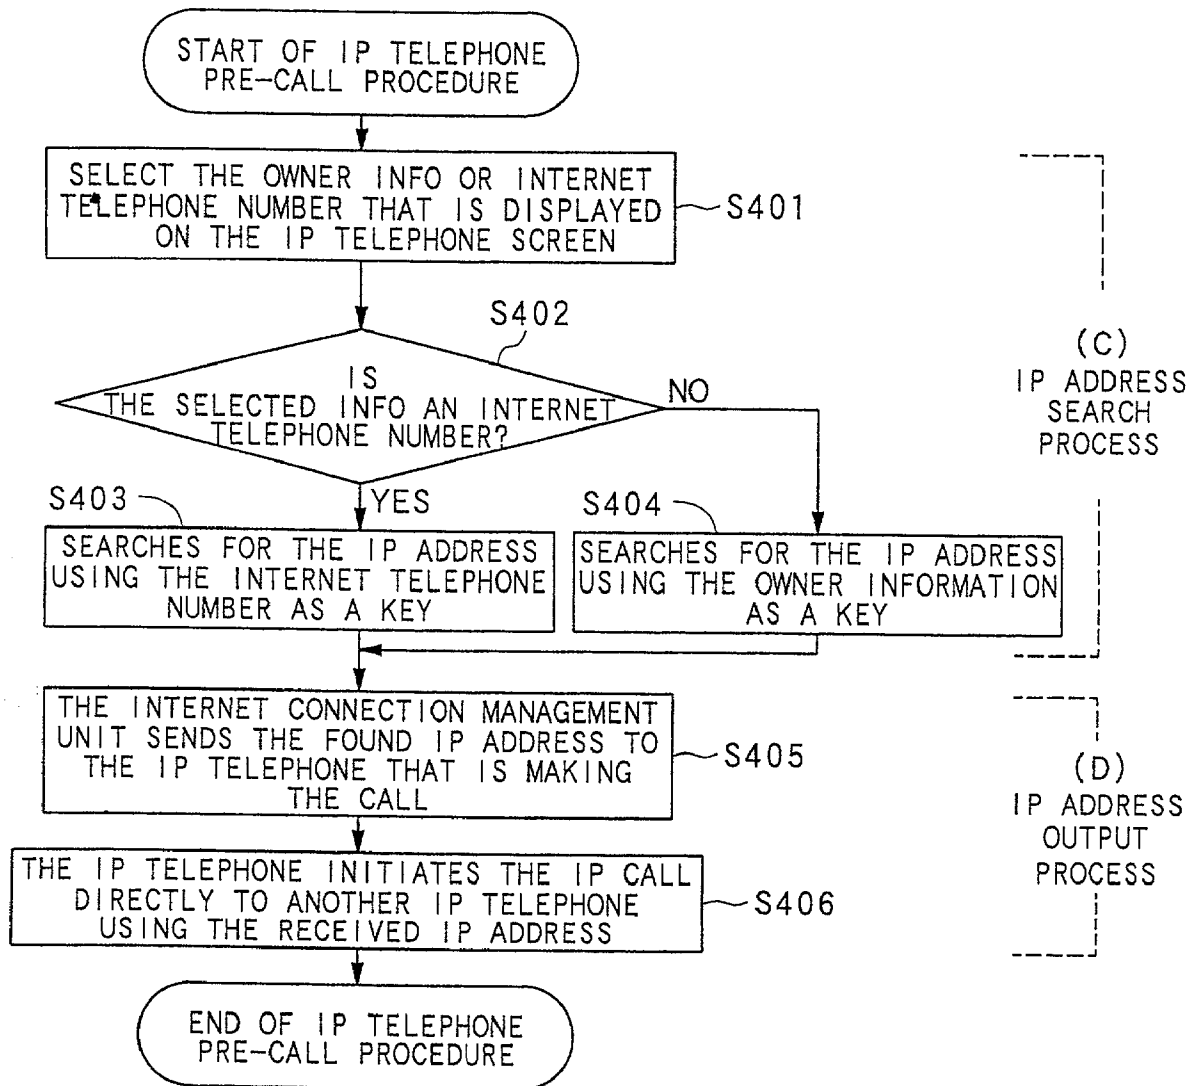 START OF IP TELEPHONE
PRE-CALL PROCEDURE
SELECT THE OWNER INFO OR INTERNET
TELEPHONE NUMBER THAT IS DISPLAYED
ON THE IP TELEPHONE SCREEN
S401
S402
IS
THE SELECTED INFO AN INTERNET
TELEPHONE NUMBER?
NO
YES
S403
SEARCHES FOR THE IP ADDRESS
USING THE INTERNET TELEPHONE
NUMBER AS A KEY
S404
SEARCHES FOR THE IP ADDRESS
USING THE OWNER INFORMATION
AS A KEY
(C)
IP ADDRESS
SEARCH
PROCESS
THE INTERNET CONNECTION MANAGEMENT
UNIT SENDS THE FOUND IP ADDRESS TO
THE IP TELEPHONE THAT IS MAKING
THE CALL
S405
THE IP TELEPHONE INITIATES THE IP CALL
DIRECTLY TO ANOTHER IP TELEPHONE
USING THE RECEIVED IP ADDRESS
S406
(D)
IP ADDRESS
OUTPUT
PROCESS
END OF IP TELEPHONE
PRE-CALL PROCEDURE